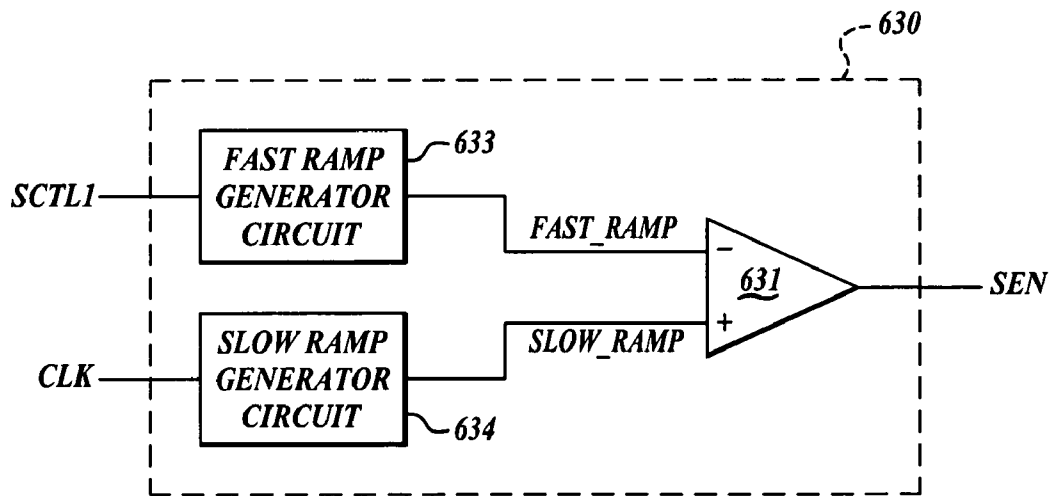 630
FAST RAMP
GENERATOR
CIRCUIT
633
SCTL1
FAST_RAMP
−
631
+
SEN
SLOW_RAMP
SLOW RAMP
GENERATOR
CIRCUIT
CLK
634